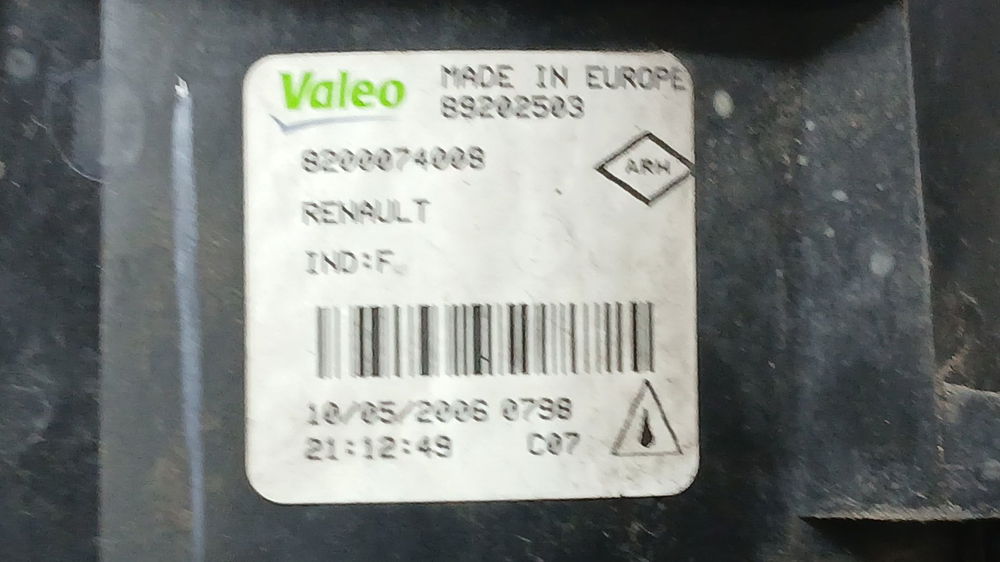 Valeo
MADE IN EUROPE
89202503
8200074008
ARH
RENAULT
IND:F.
10/05/2006 0798
21:12:49 C07